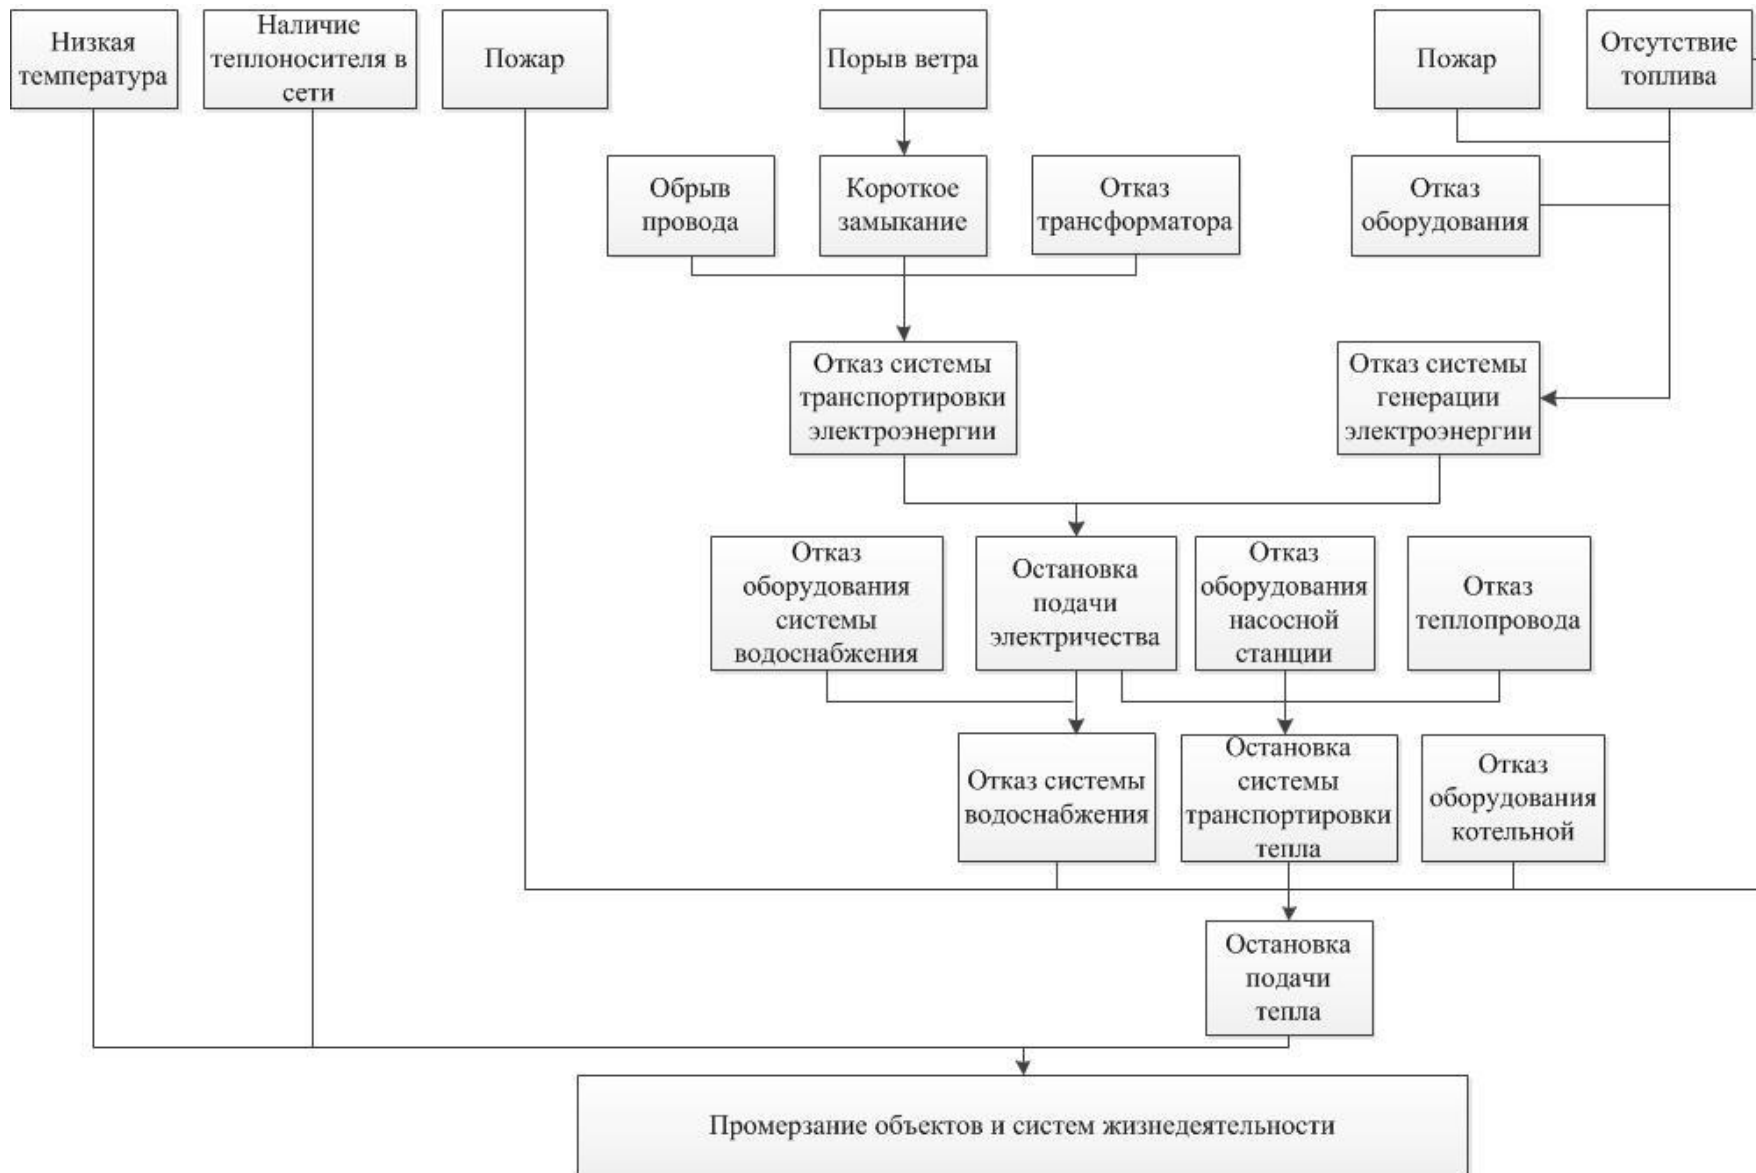 Низкая
температура
Наличие
теплоносителя в
сети
Пожар
Порыв ветра
Пожар
Отсутствие
топлива
Обрыв
провода
Короткое
замыкание
Отказ
трансформатора
Отказ
оборудования
Отказ системы
транспортировки
электроэнергии
Отказ системы
генерации
электроэнергии
Отказ
оборудования
системы
водоснабжения
Остановка
подачи
электричества
Отказ
оборудования
насосной
станции
Отказ
теплопровода
Отказ системы
водоснабжения
Остановка
системы
транспортировки
тепла
Отказ
оборудования
котельной
Остановка
подачи
тепла
Промерзание объектов и систем жизнедеятельности